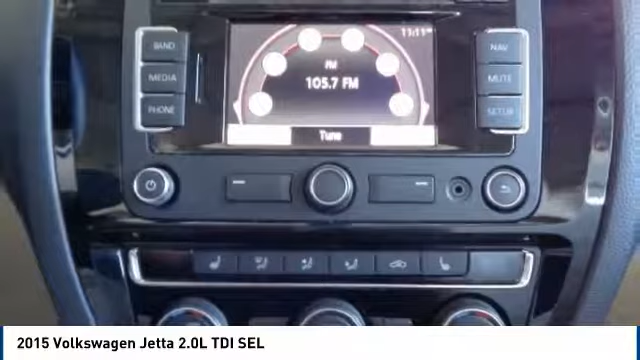 BAND
11:11
NAV
FM
MEDIA
105.7 FM
MUTE
PHONE
SETUP
Tune
2015 Volkswagen Jetta 2.0L TDI SEL